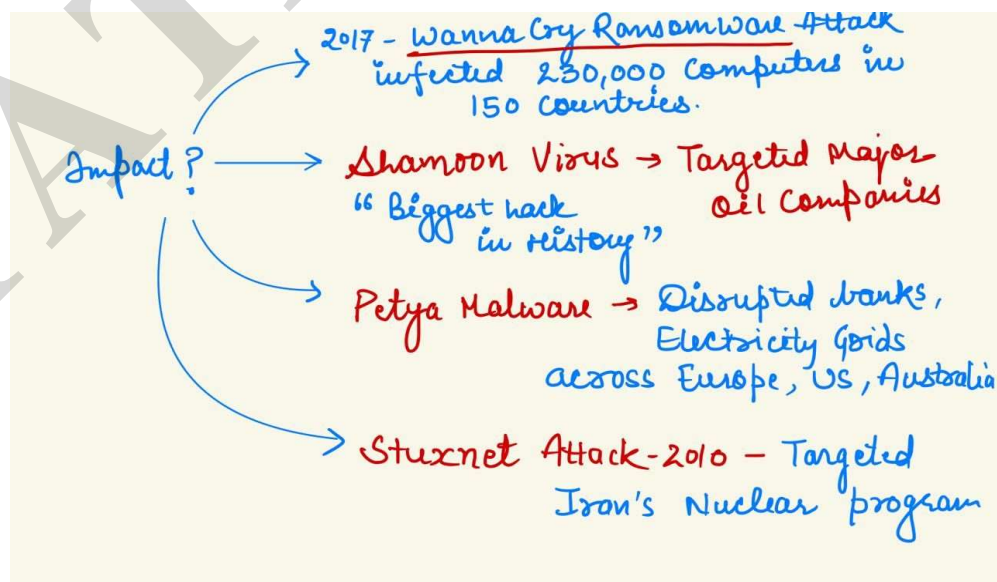 2017 - Wanna Cry Ransomware Attack
infected 230,000 computers in
150 countries.
Impact?
Shamoon Virus → Targeted Major
Oil Companies
"Biggest hack
in History"
Petya Malware → Disrupted banks,
Electricity Grids
across Europe, US, Australia
Stuxnet Attack-2010 - Targeted
Iran's Nuclear program